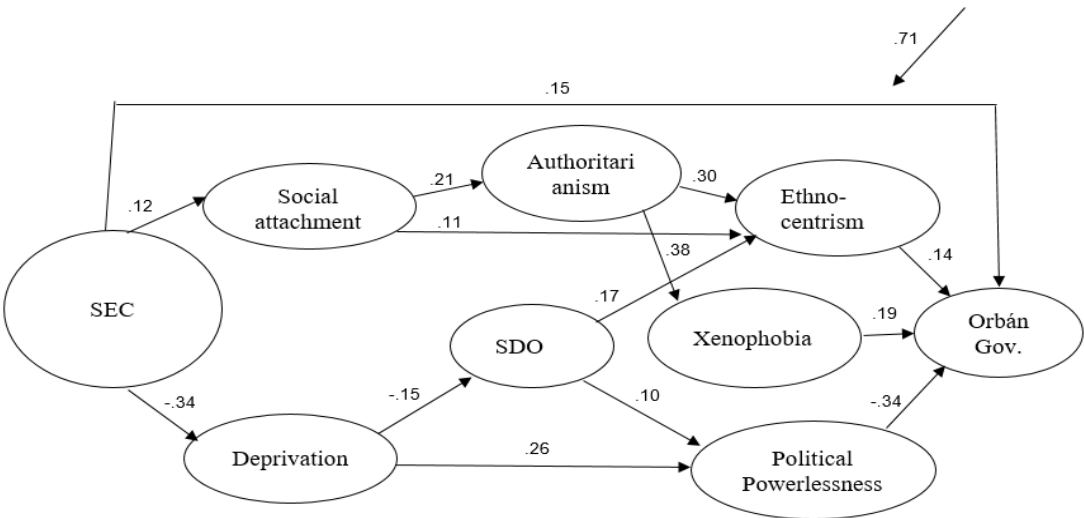 .71
.15
Authoritari
anism
.21
.30
Ethno-
centrism
Social
attachment
.12
.11
.38
.14
SEC
.17
SDO
Xenophobia
.19
Orbán
Gov.
-.34
-.15
.10
-.34
Deprivation
.26
Political
Powerlessness